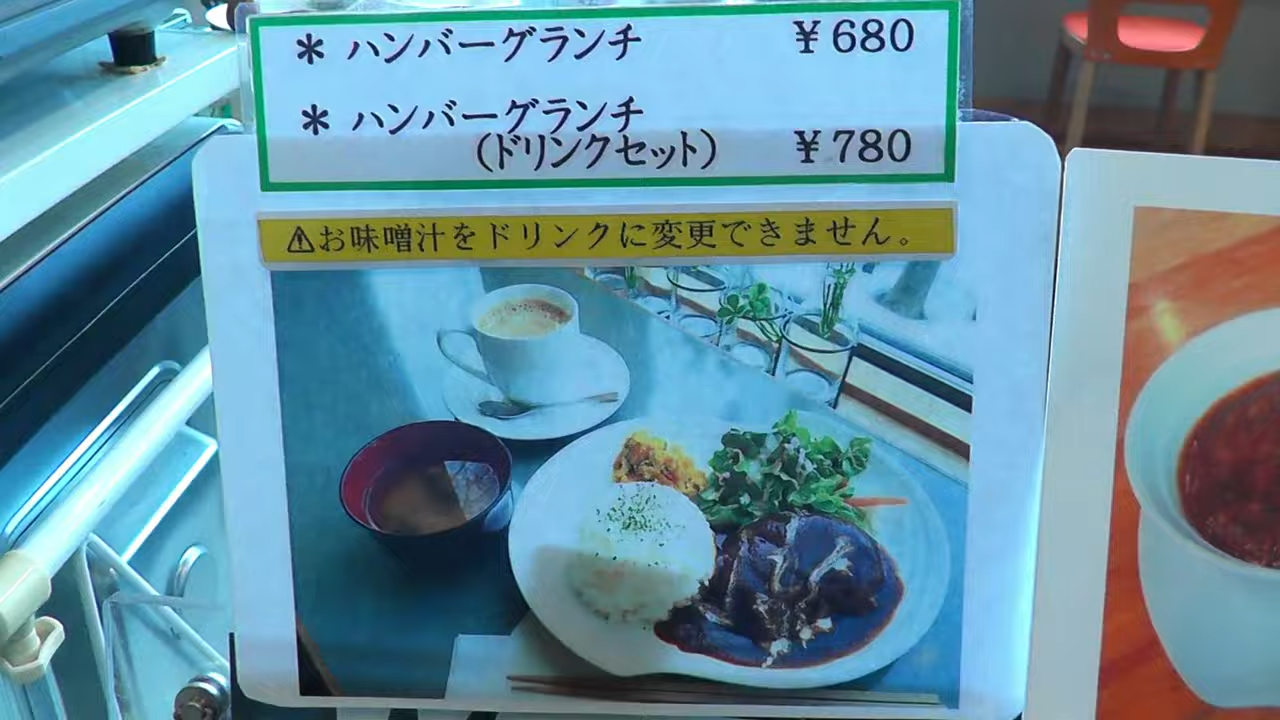 ＊ ハンバーグランチ ￥680
＊ ハンバーグランチ
(ドリンクセット) ￥780
⚠お味噌汁をドリンクに変更できません。